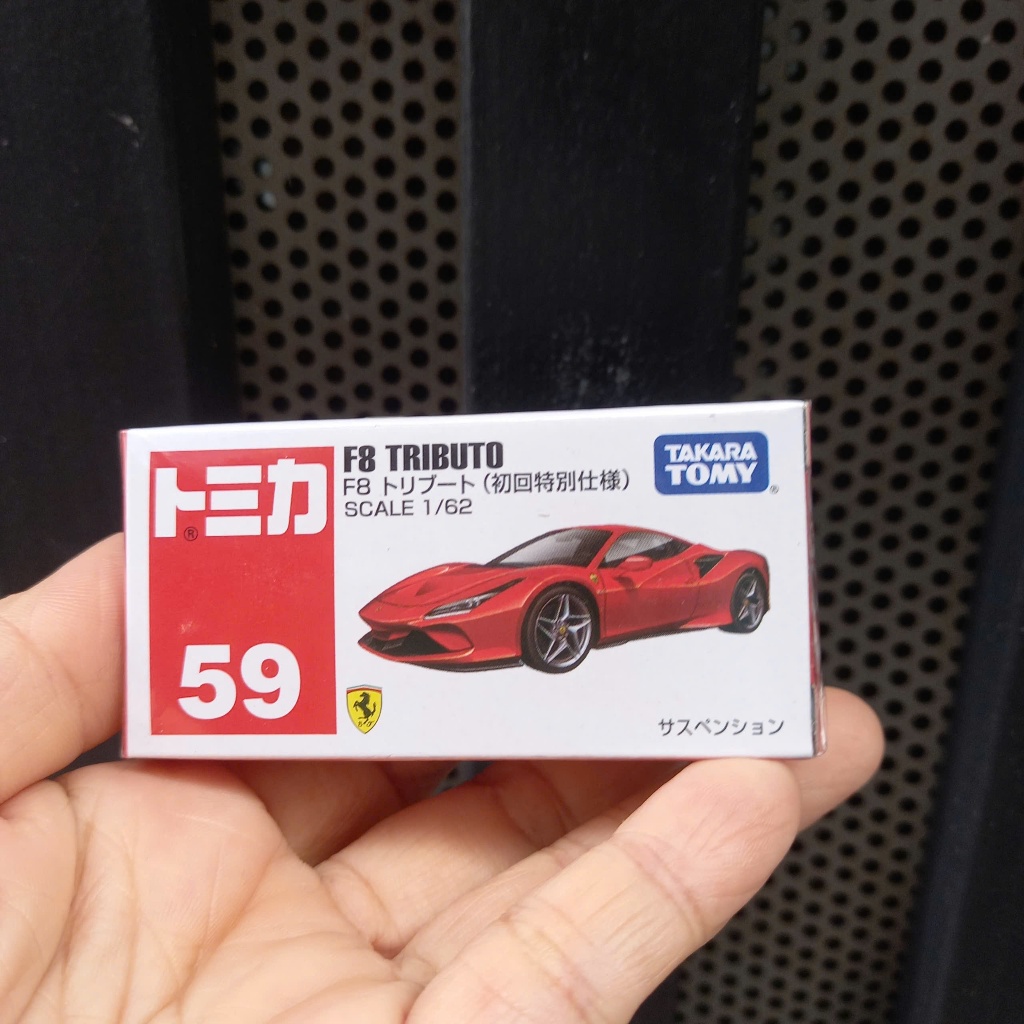 トミカ
®
F8 TRIBUTO
F8 トリブート (初回特別仕様)
SCALE 1/62
TAKARA
TOMY
®
59
サスペンション